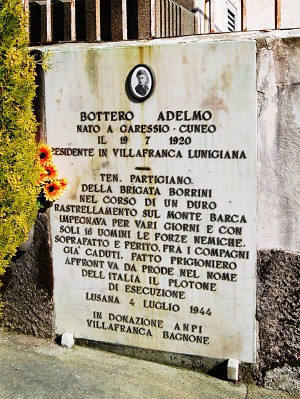 BOTTERO ADELMO
NATO A GARESSIO - CUNEO
IL 19 7 1920
RESIDENTE IN VILLAFRANCA LUNIGIANA
TEN. PARTIGIANO.
DELLA BRIGATA BORRINI
NEL CORSO DI UN DURO
RASTRELLAMENTO SUL MONTE BARCA
IMPEGNAVA PER VARI GIORNI E CON
SOLI 18 UOMINI LE FORZE NEMICHE.
SOPRAFATTO E FERITO, FRA I COMPAGNI
GIA' CADUTI, FATTO PRIGIONIERO
AFFRONTAVA DA PRODE NEL NOME
DELL'ITALIA IL PLOTONE
DI ESECUZIONE
LUSANA 4 LUGLIO 1944
IN DONAZIONE ANPI
VILLAFRANCA BAGNONE